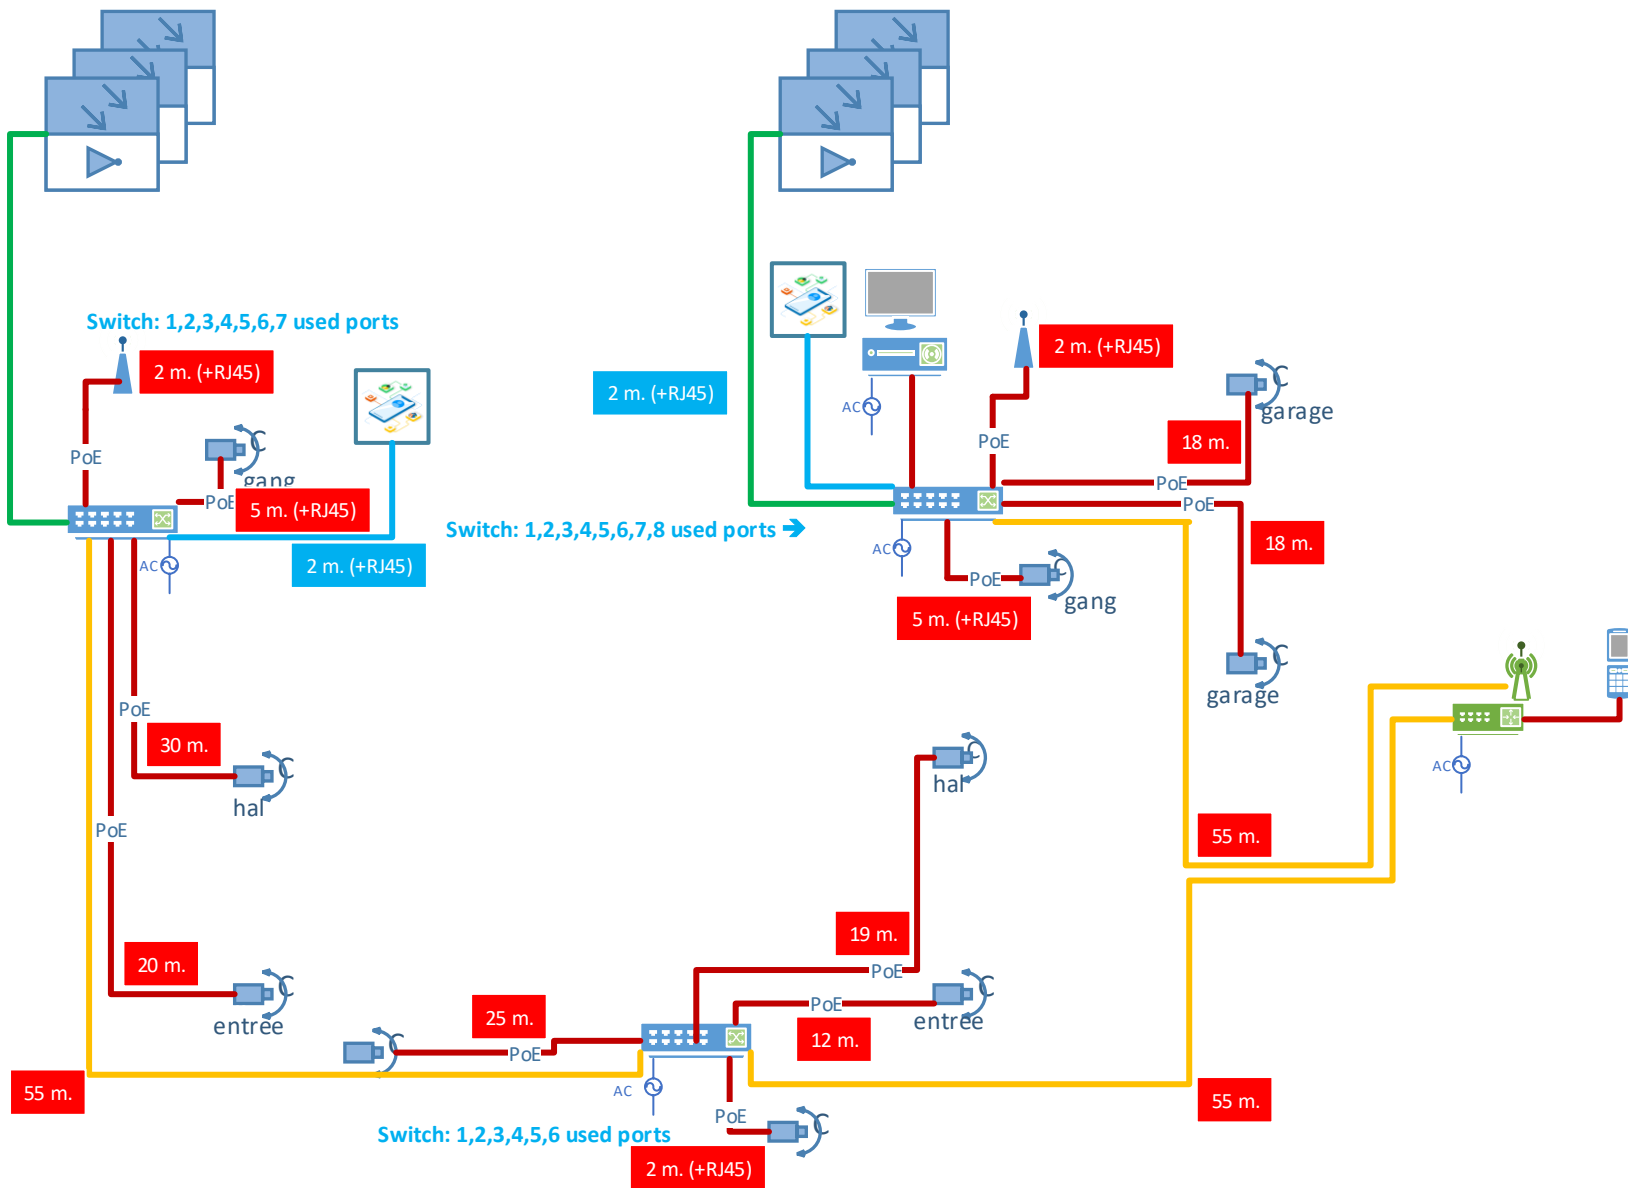 Switch: 1,2,3,4,5,6,7 used ports
2 m. (+RJ45)
PoE
gang
PoE
5 m. (+RJ45)
2 m. (+RJ45)
AC
PoE
30 m.
hal
PoE
20 m.
entree
55 m.
2 m. (+RJ45)
AC
2 m. (+RJ45)
garage
PoE
18 m.
PoE
PoE
Switch: 1,2,3,4,5,6,7,8 used ports
AC
18 m.
PoE
gang
5 m. (+RJ45)
garage
AC
hal
55 m.
19 m.
PoE
25 m.
PoE
entree
12 m.
PoE
AC
55 m.
PoE
Switch: 1,2,3,4,5,6 used ports
2 m. (+RJ45)